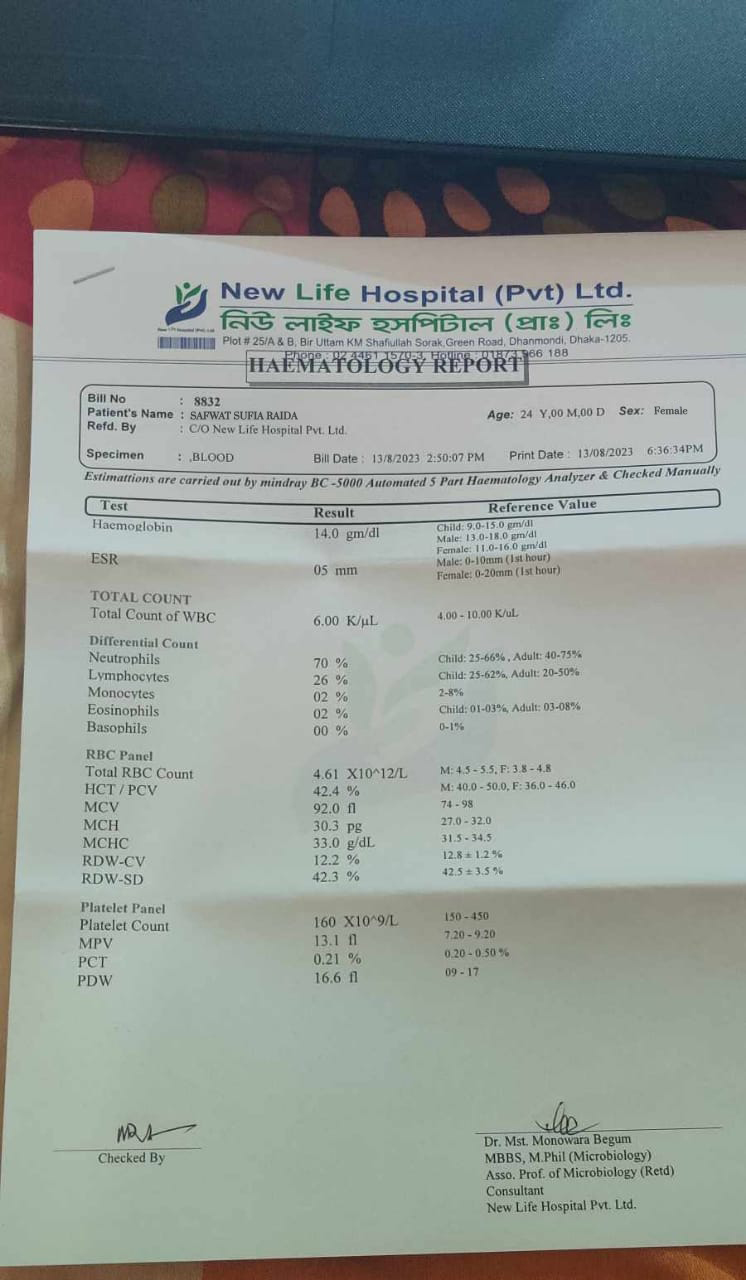 New Life Hospital (Pvt) Ltd.
নিউ লাইফ হসপিটাল (প্রাঃ) লিঃ
Plot # 25/A & B, Bir Uttam KM Shafiullah Sorak,Green Road, Dhanmondi, Dhaka-1205.
Phone : 02 4461 1570-3, Hotline : 01873 966 188
HAEMATOLOGY REPORT
Bill No : 8832
Patient's Name : SAFWAT SUFIA RAIDA Age: 24 Y,00 M,00 D Sex: Female
Refd. By : C/O New Life Hospital Pvt. Ltd.
Specimen : ,BLOOD Bill Date : 13/8/2023 2:50:07 PM Print Date : 13/08/2023 6:36:34PM
Estimattions are carried out by mindray BC -5000 Automated 5 Part Haematology Analyzer & Checked Manually
Test Result Reference Value
Haemoglobin 14.0 gm/dl Child: 9.0-15.0 gm/dl
Male: 13.0-18.0 gm/dl
Female: 11.0-16.0 gm/dl
ESR 05 mm Male: 0-10mm (1st hour)
Female: 0-20mm (1st hour)
TOTAL COUNT
Total Count of WBC 6.00 K/µL 4.00 - 10.00 K/uL
Differential Count
Neutrophils 70 % Child: 25-66% , Adult: 40-75%
Lymphocytes 26 % Child: 25-62%, Adult: 20-50%
Monocytes 02 % 2-8%
Eosinophils 02 % Child: 01-03%, Adult: 03-08%
Basophils 00 % 0-1%
RBC Panel
Total RBC Count 4.61 X10^12/L M: 4.5 - 5.5, F: 3.8 - 4.8
HCT / PCV 42.4 % M: 40.0 - 50.0, F: 36.0 - 46.0
MCV 92.0 fl 74 - 98
MCH 30.3 pg 27.0 - 32.0
MCHC 33.0 g/dL 31.5 - 34.5
RDW-CV 12.2 % 12.8 ± 1.2 %
RDW-SD 42.3 % 42.5 ± 3.5 %
Platelet Panel
Platelet Count 160 X10^9/L 150 - 450
MPV 13.1 fl 7.20 - 9.20
PCT 0.21 % 0.20 - 0.50 %
PDW 16.6 fl 09 - 17
Checked By
Dr. Mst. Monowara Begum
MBBS, M.Phil (Microbiology)
Asso. Prof. of Microbiology (Retd)
Consultant
New Life Hospital Pvt. Ltd.